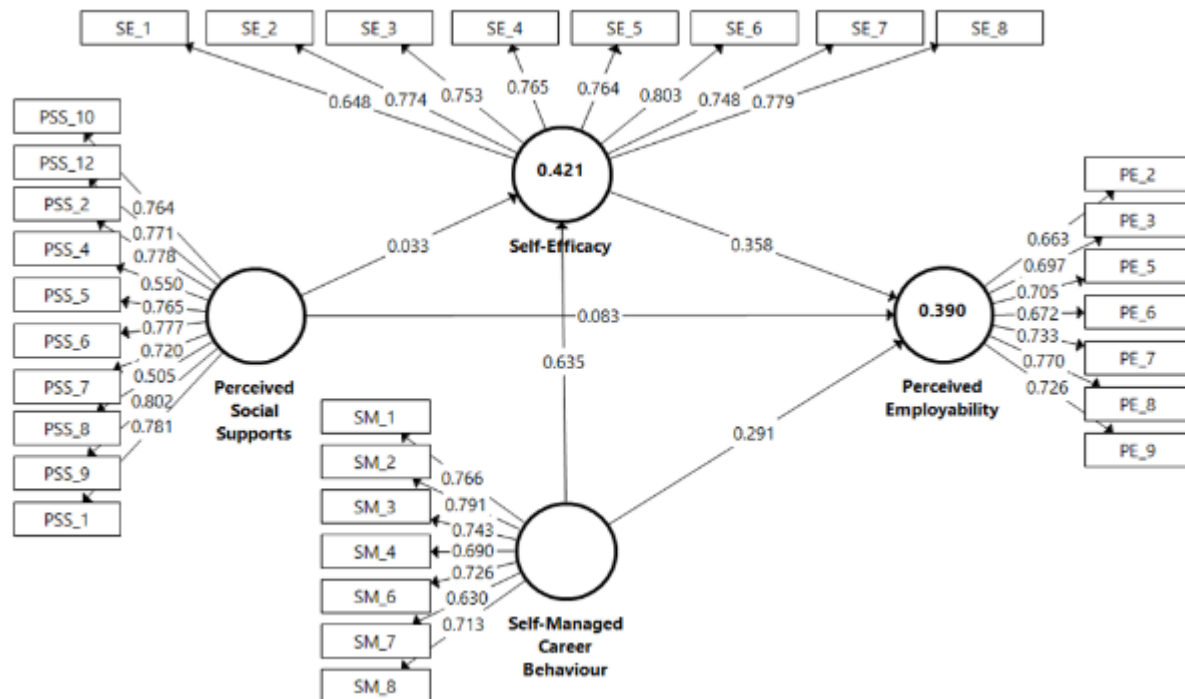 SE_1 SE_2 SE_3 SE_4 SE_5 SE_6 SE_7 SE_8
0.648 0.774 0.753 0.765 0.764 0.803 0.748 0.779
0.421
Self-Efficacy
PSS_10
PSS_12
PSS_2
PSS_4
PSS_5
PSS_6
PSS_7
PSS_8
PSS_9
PSS_1
0.764
0.771
0.778
0.550
0.765
0.777
0.720
0.505
0.802
0.781
Perceived
Social
Supports
0.033
0.358
0.083
0.635
0.291
0.390
Perceived
Employability
0.663
0.697
0.705
0.672
0.733
0.770
0.726
PE_2
PE_3
PE_5
PE_6
PE_7
PE_8
PE_9
SM_1
SM_2
SM_3
SM_4
SM_6
SM_7
SM_8
0.766
0.791
0.743
0.690
0.726
0.630
0.713
Self-Managed
Career
Behaviour